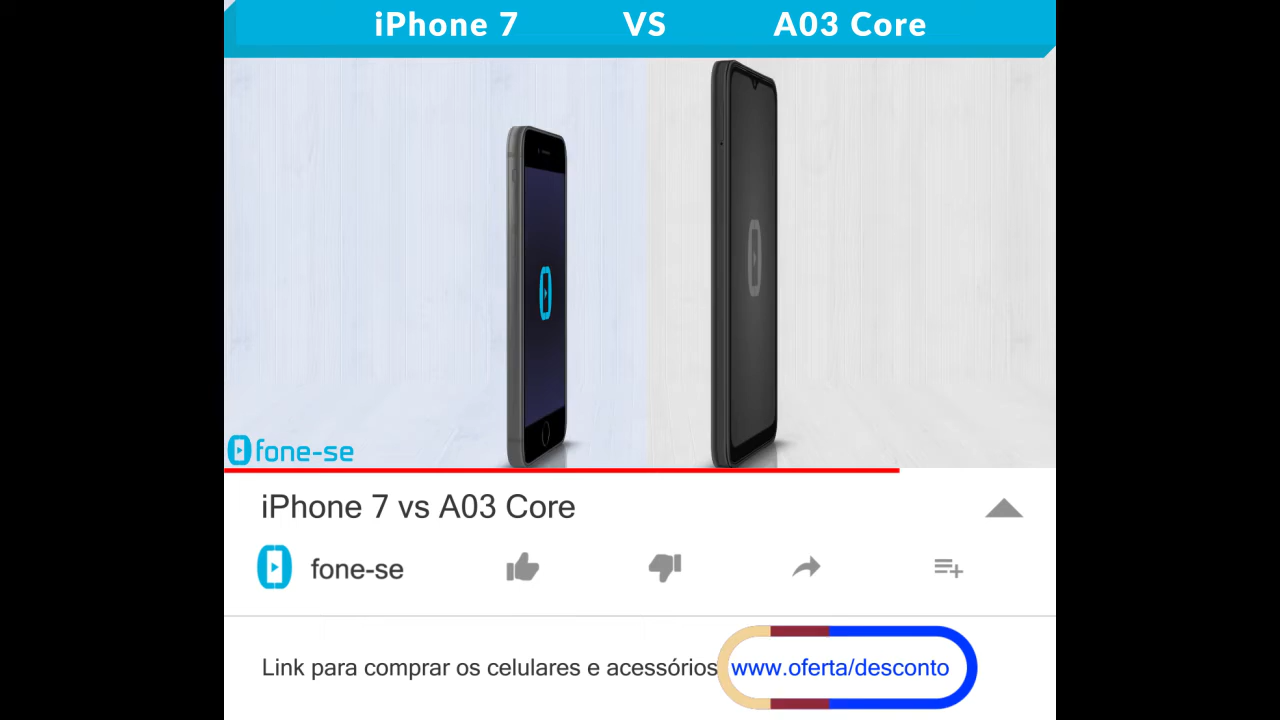 iPhone 7 VS A03 Core
fone-se
iPhone 7 vs A03 Core
fone-se
Link para comprar os celulares e acessórios www.oferta/desconto